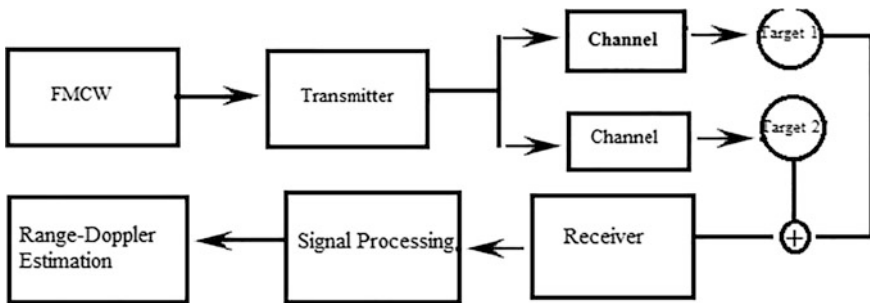 FMCW
Transmitter
Channel
Target 1
Channel
Target 2
Range-Doppler
Estimation
Signal Processing
Receiver
+